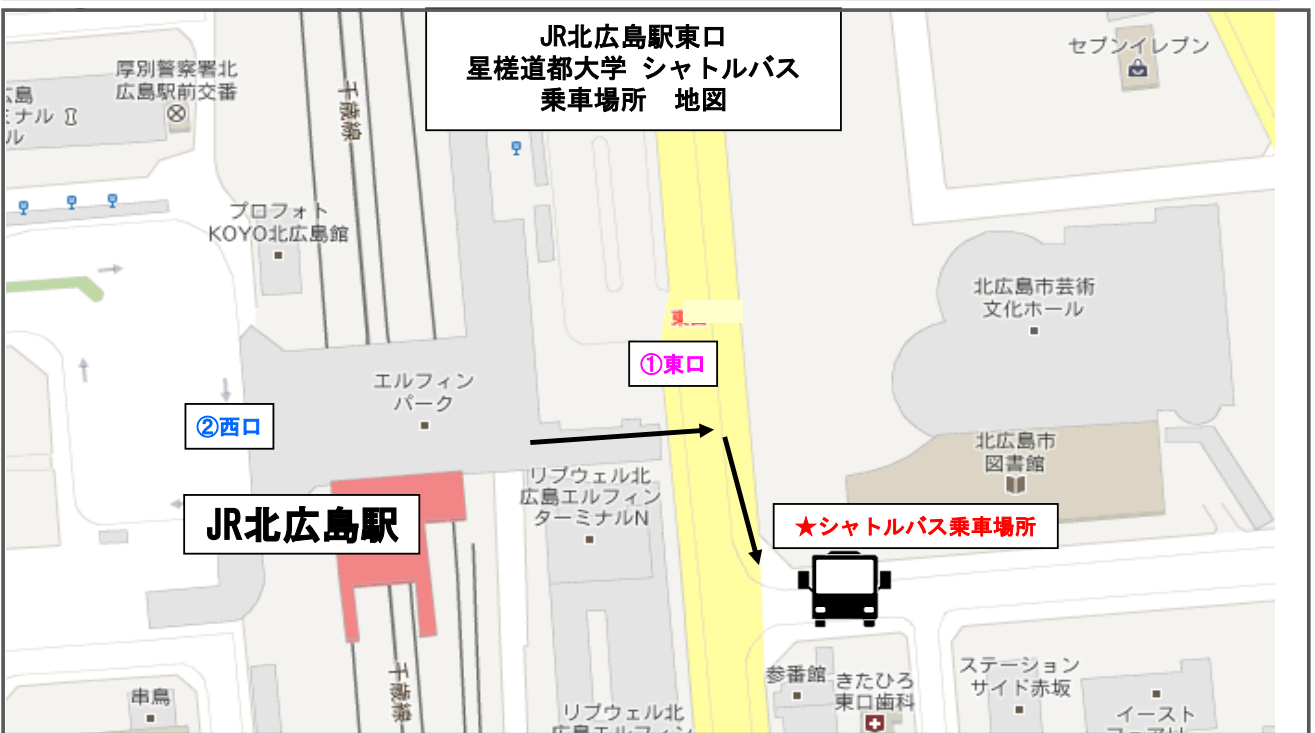 JR北広島駅東口
星槎道都大学 シャトルバス
乗車場所 地図
セブンイレブン
厚別警察署北
広島駅前交番
広島
ナル
ル
千歳線
プロフォト
KOYO北広島館
北広島市芸術
文化ホール
①東口
エルフィン
パーク
②西口
北広島市
図書館
リブウェル北
広島エルフィン
ターミナルN
JR北広島駅
★シャトルバス乗車場所
千歳線
串鳥
リブウェル北
広島エルフィン
参番館
きたひろ
東口歯科
ステーション
サイド赤坂
イースト